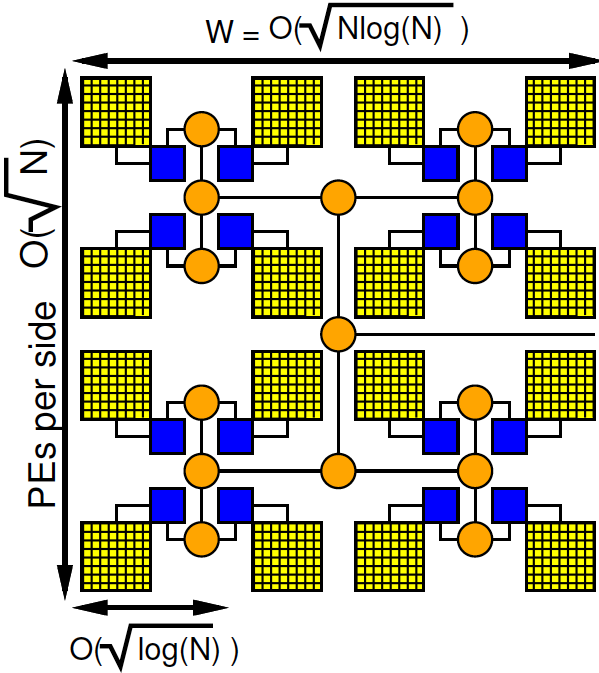 W = O(√Nlog(N) )
O(√N)
PEs per side
O(√log(N) )